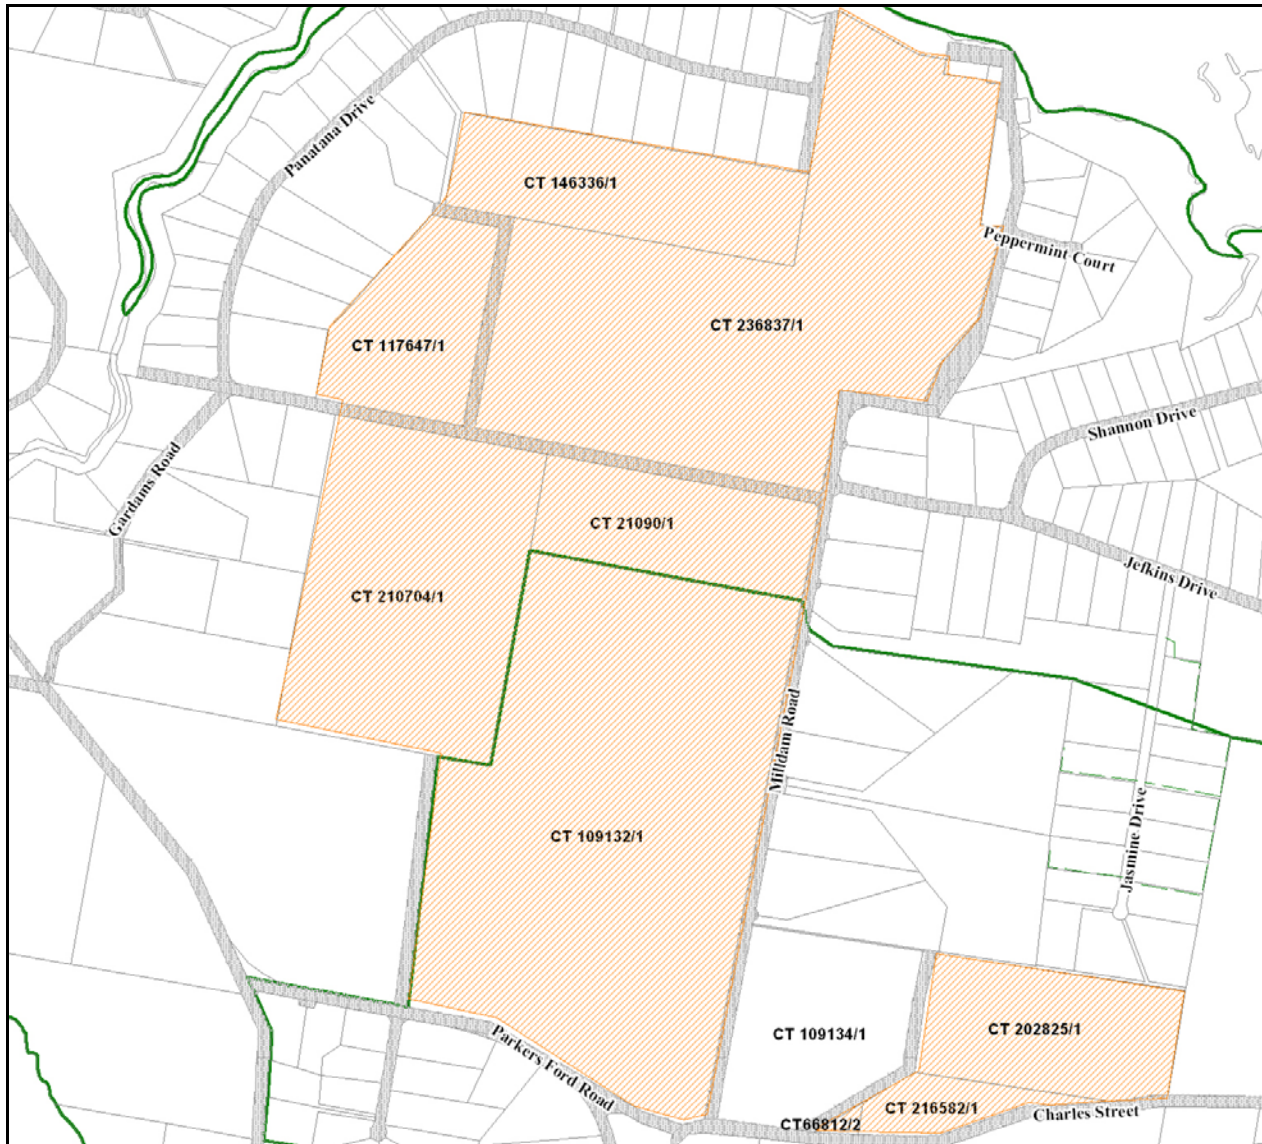 Panatana Drive
CT 146336/1
Peppermint Court
CT 236837/1
CT 117647/1
Shannon Drive
Gardams Road
CT 21090/1
Jefkins Drive
CT 210704/1
Milldam Road
CT 109132/1
Jasmine Drive
CT 109134/1
CT 202825/1
Parkers Ford Road
CT 216582/1
Charles Street
CT66812/2